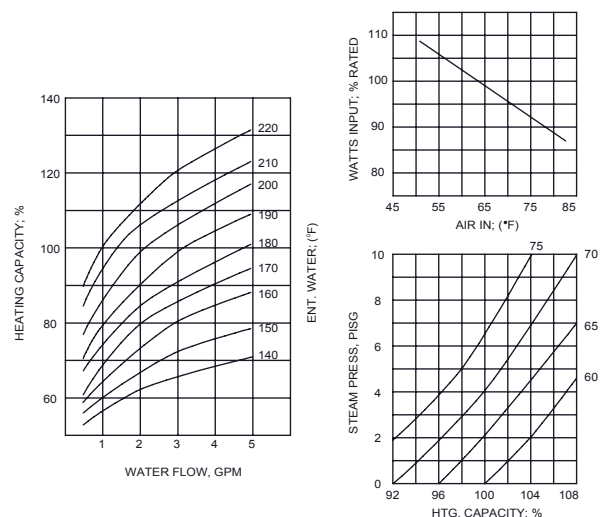 140
120
100
80
60
HEATING CAPACITY; %
1 2 3 4 5
WATER FLOW, GPM
220
210
200
190
180
170
160
150
140
ENT. WATER; (°F)
110
100
90
80
WATTS INPUT; % RATED
45 55 65 75 85
AIR IN; (°F)
10
8
6
4
2
0
STEAM PRESS, PISG
75
70
65
60
92 96 100 104 108
HTG. CAPACITY; %